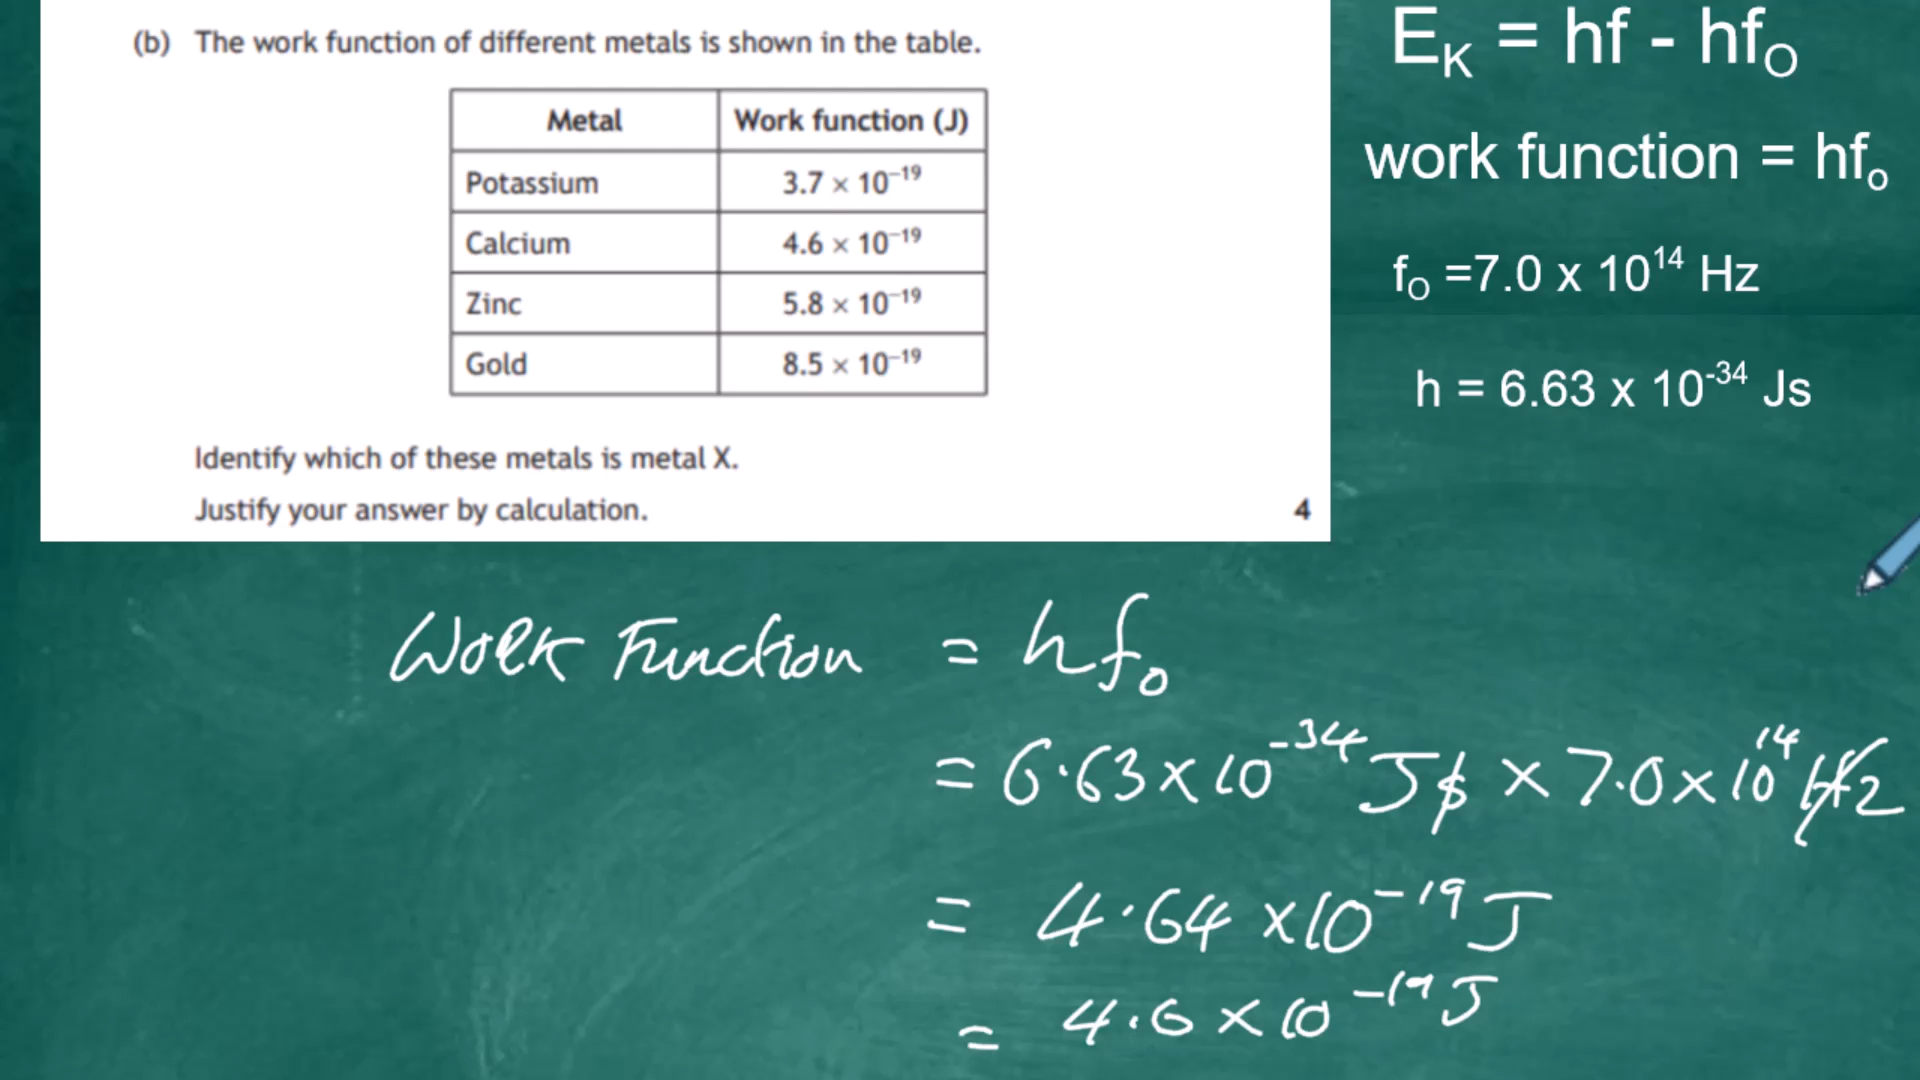 (b) The work function of different metals is shown in the table.
Metal Work function (J)
Potassium 3.7 × 10⁻¹⁹
Calcium 4.6 × 10⁻¹⁹
Zinc 5.8 × 10⁻¹⁹
Gold 8.5 × 10⁻¹⁹
Identify which of these metals is metal X.
Justify your answer by calculation. 4
E_K = hf - hf_O
work function = hf_o
f_O =7.0 x 10¹⁴ Hz
h = 6.63 x 10⁻³⁴ Js
Work Function = hf_o
= 6.63 x 10⁻³⁴ Js x 7.0 x 10¹⁴ Hz
= 4.64 x 10⁻¹⁹ J
= 4.6 x 10⁻¹⁹ J